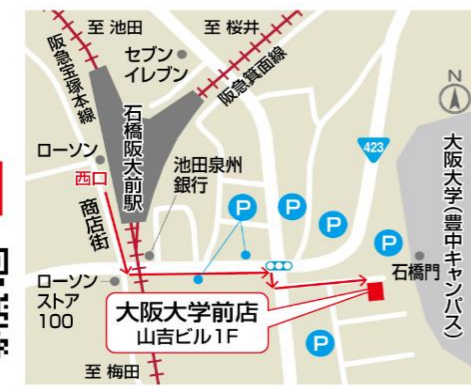 至 池田
至 桜井
セブン
イレブン
阪急宝塚本線
阪急箕面線
石橋阪大前駅
N
423
大阪大学(豊中キャンパス)
ローソン
西口
池田泉州
銀行
商店街
P
P
P
P
P
石橋門
ローソン
ストア
100
大阪大学前店
山吉ビル1F
至 梅田